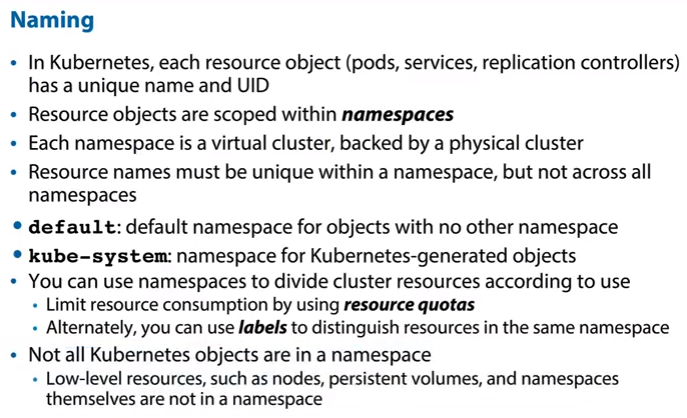 Naming
• In Kubernetes, each resource object (pods, services, replication controllers)
has a unique name and UID
• Resource objects are scoped within namespaces
• Each namespace is a virtual cluster, backed by a physical cluster
• Resource names must be unique within a namespace, but not across all
namespaces
• default: default namespace for objects with no other namespace
• kube-system: namespace for Kubernetes-generated objects
• You can use namespaces to divide cluster resources according to use
• Limit resource consumption by using resource quotas
• Alternately, you can use labels to distinguish resources in the same namespace
• Not all Kubernetes objects are in a namespace
• Low-level resources, such as nodes, persistent volumes, and namespaces
themselves are not in a namespace